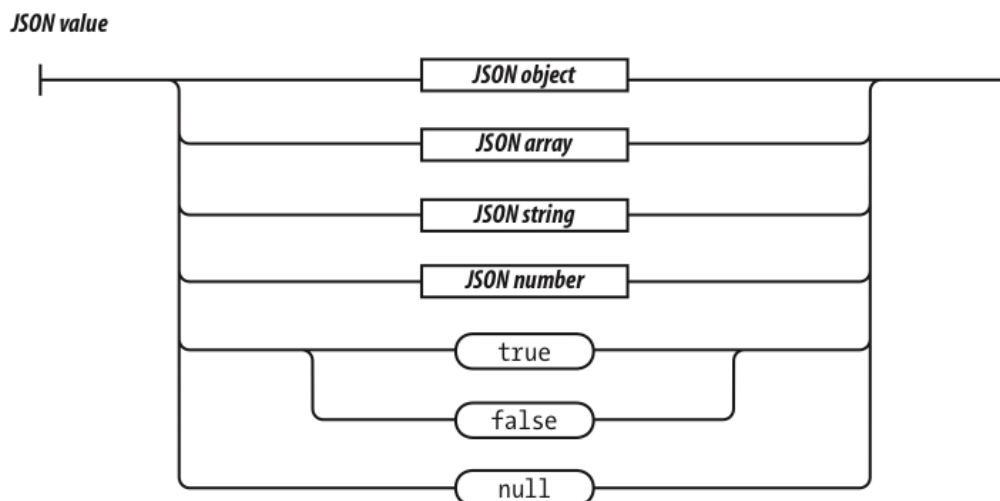 JSON value
JSON object
JSON array
JSON string
JSON number
true
false
null